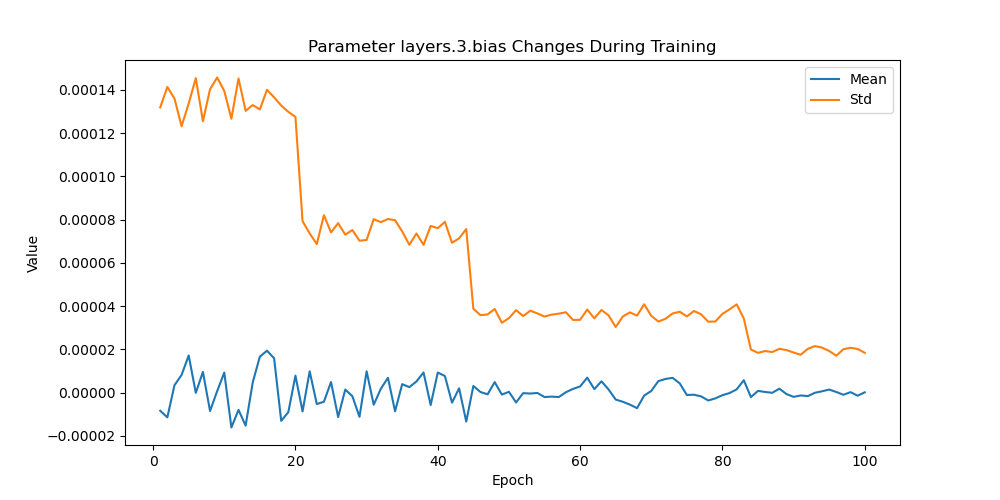 Parameter layers.3.bias Changes During Training
Mean
Std
0.00014
0.00012
0.00010
0.00008
0.00006
0.00004
0.00002
0.00000
−0.00002
Value
0 20 40 60 80 100
Epoch